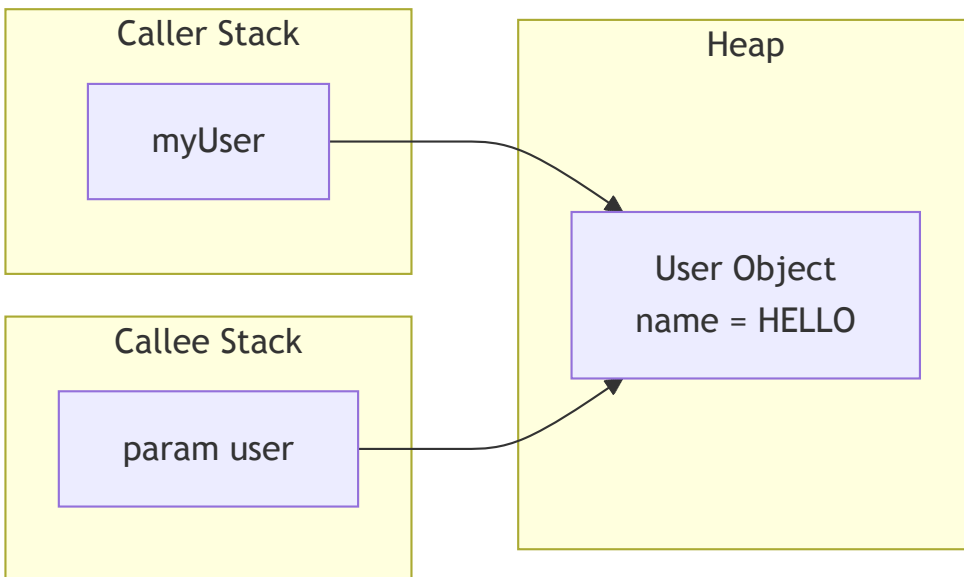 Caller Stack
myUser
Callee Stack
param user
Heap
User Object
name = HELLO